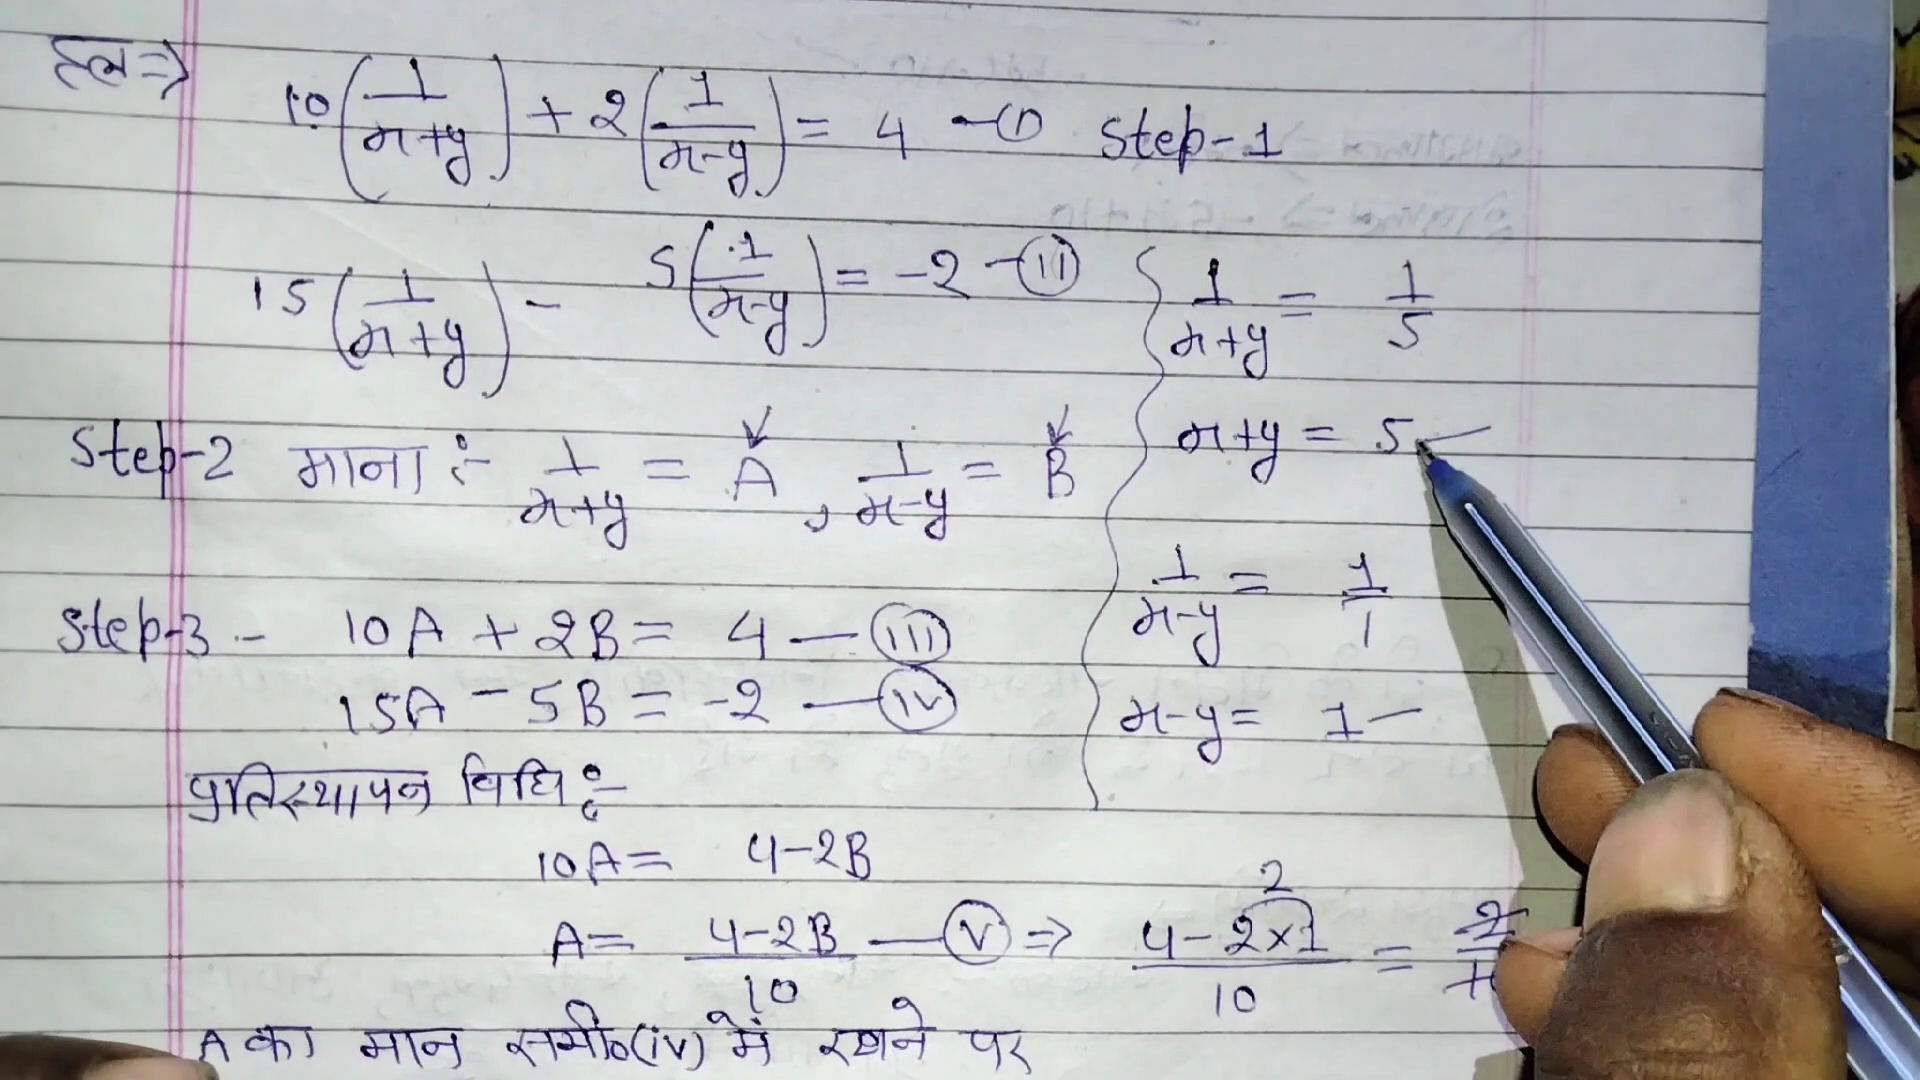 हल⇒
10(1/(x+y)) + 2(1/(x-y)) = 4 —(I) Step-1
15(1/(x+y)) - 5(1/(x-y)) = -2 —(II)
Step-2 माना :- 1/(x+y) = A , 1/(x-y) = B
Step-3 - 10A + 2B = 4 —(III)
15A - 5B = -2 —(IV)
प्रतिस्थापन विधि :-
10A = 4-2B
A = (4-2B)/10 —(V) ⇒ (4-2×1)/10 = 2/10
2
A का मान समी०(iv) में रखने पर
1/(x+y) = 1/5
x+y = 5
1/(x-y) = 1/1
x-y = 1